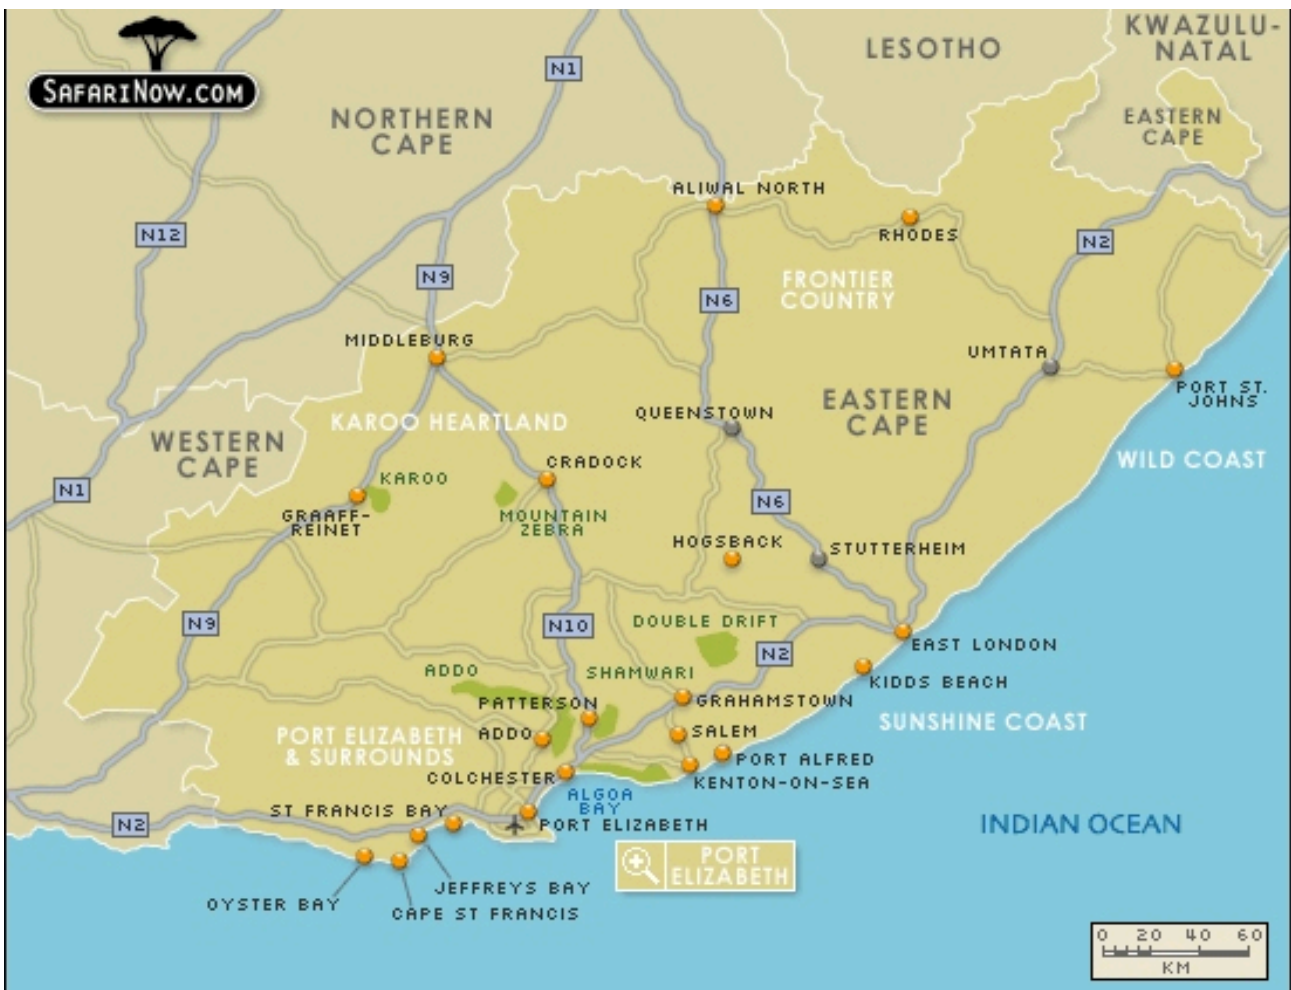 SAFARINOW.COM
LESOTHO
KWAZULU-
NATAL
N1
NORTHERN
CAPE
EASTERN
CAPE
ALIWAL NORTH
N12
RHODES
N2
N9
FRONTIER
COUNTRY
N6
MIDDLEBURG
UMTATA
PORT ST.
JOHNS
KAROO HEARTLAND
QUEENSTOWN
EASTERN
CAPE
WESTERN
CAPE
WILD COAST
CRADOCK
KAROO
N1
N6
GRAAFF-
REINET
MOUNTAIN
ZEBRA
HOGSBACK
STUTTERHEIM
N9
N10
DOUBLE DRIFT
N2
EAST LONDON
ADDO
SHAMWARI
KIDDS BEACH
PATTERSON
GRAHAMSTOWN
SUNSHINE COAST
PORT ELIZABETH
& SURROUNDS
ADDO
SALEM
PORT ALFRED
COLCHESTER
KENTON-ON-SEA
ALGOA
BAY
ST FRANCIS BAY
N2
PORT ELIZABETH
INDIAN OCEAN
PORT
ELIZABETH
JEFFREYS BAY
OYSTER BAY
CAPE ST FRANCIS
0 20 40 60
KM